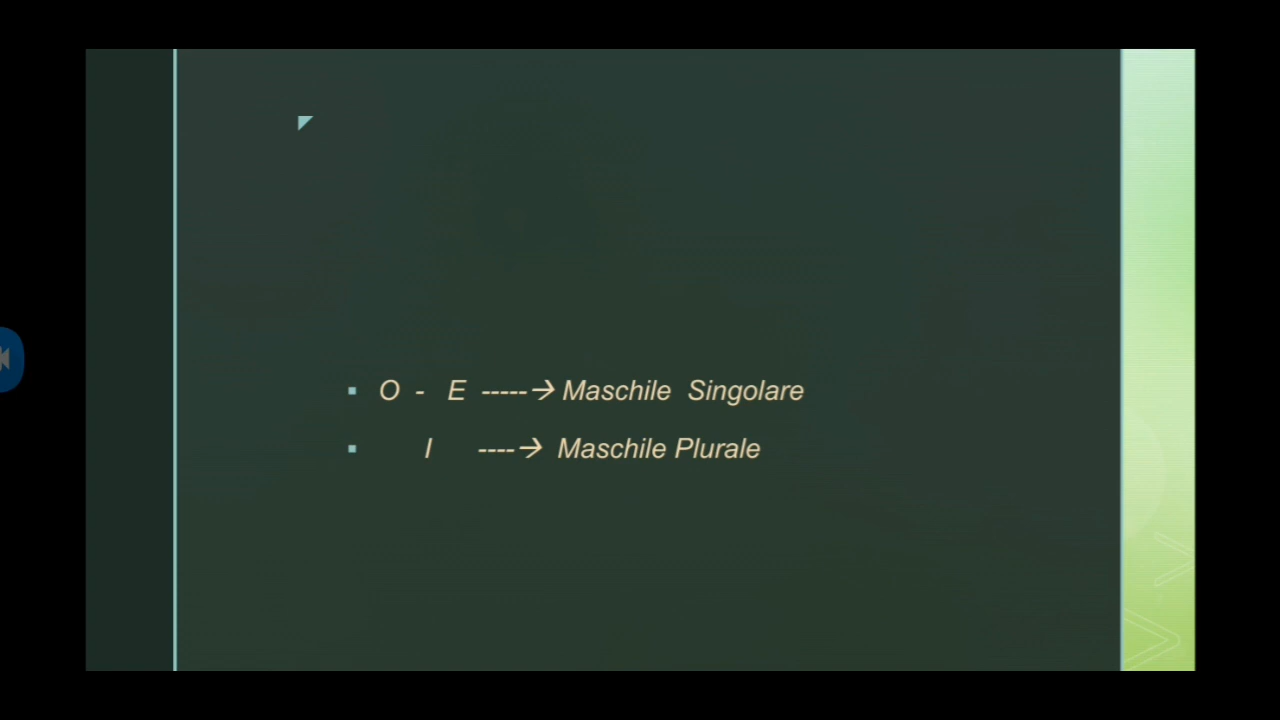 O - E -----→ Maschile Singolare
I ----→ Maschile Plurale